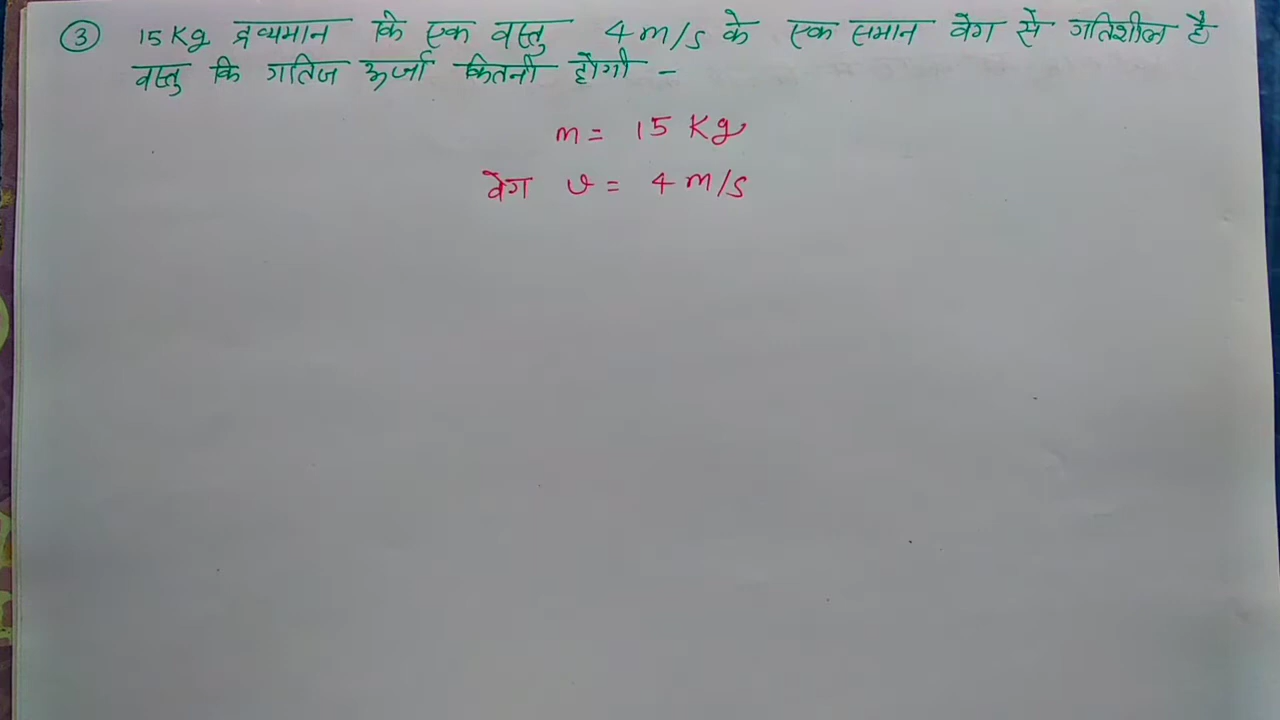 ③ 15 Kg द्रव्यमान कि एक वस्तु 4 m/s के एक समान वेग से गतिशील है
वस्तु कि गतिज ऊर्जा कितनी होगी -
m = 15 Kg
वेग v = 4 m/s